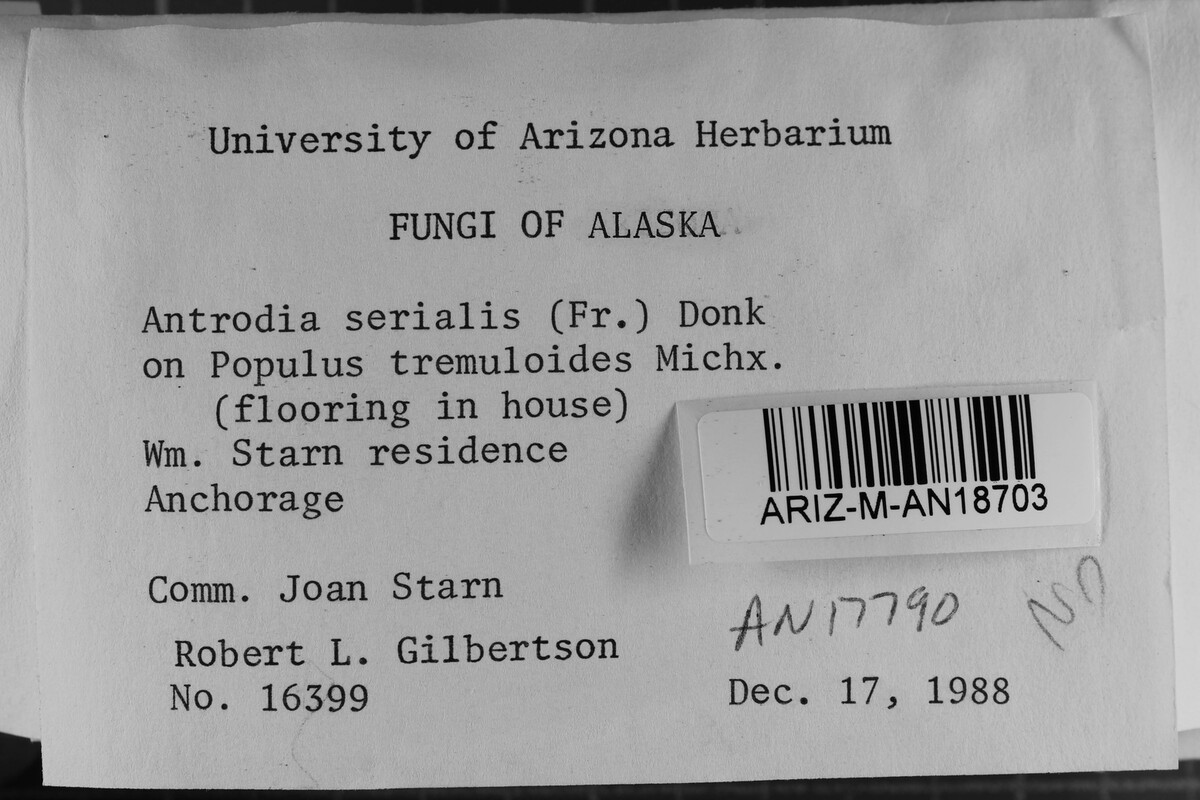 University of Arizona Herbarium
FUNGI OF ALASKA
Antrodia serialis (Fr.) Donk
on Populus tremuloides Michx.
(flooring in house)
Wm. Starn residence
Anchorage
ARIZ-M-AN18703
Comm. Joan Starn
AN17790
Robert L. Gilbertson
No. 16399
Dec. 17, 1988